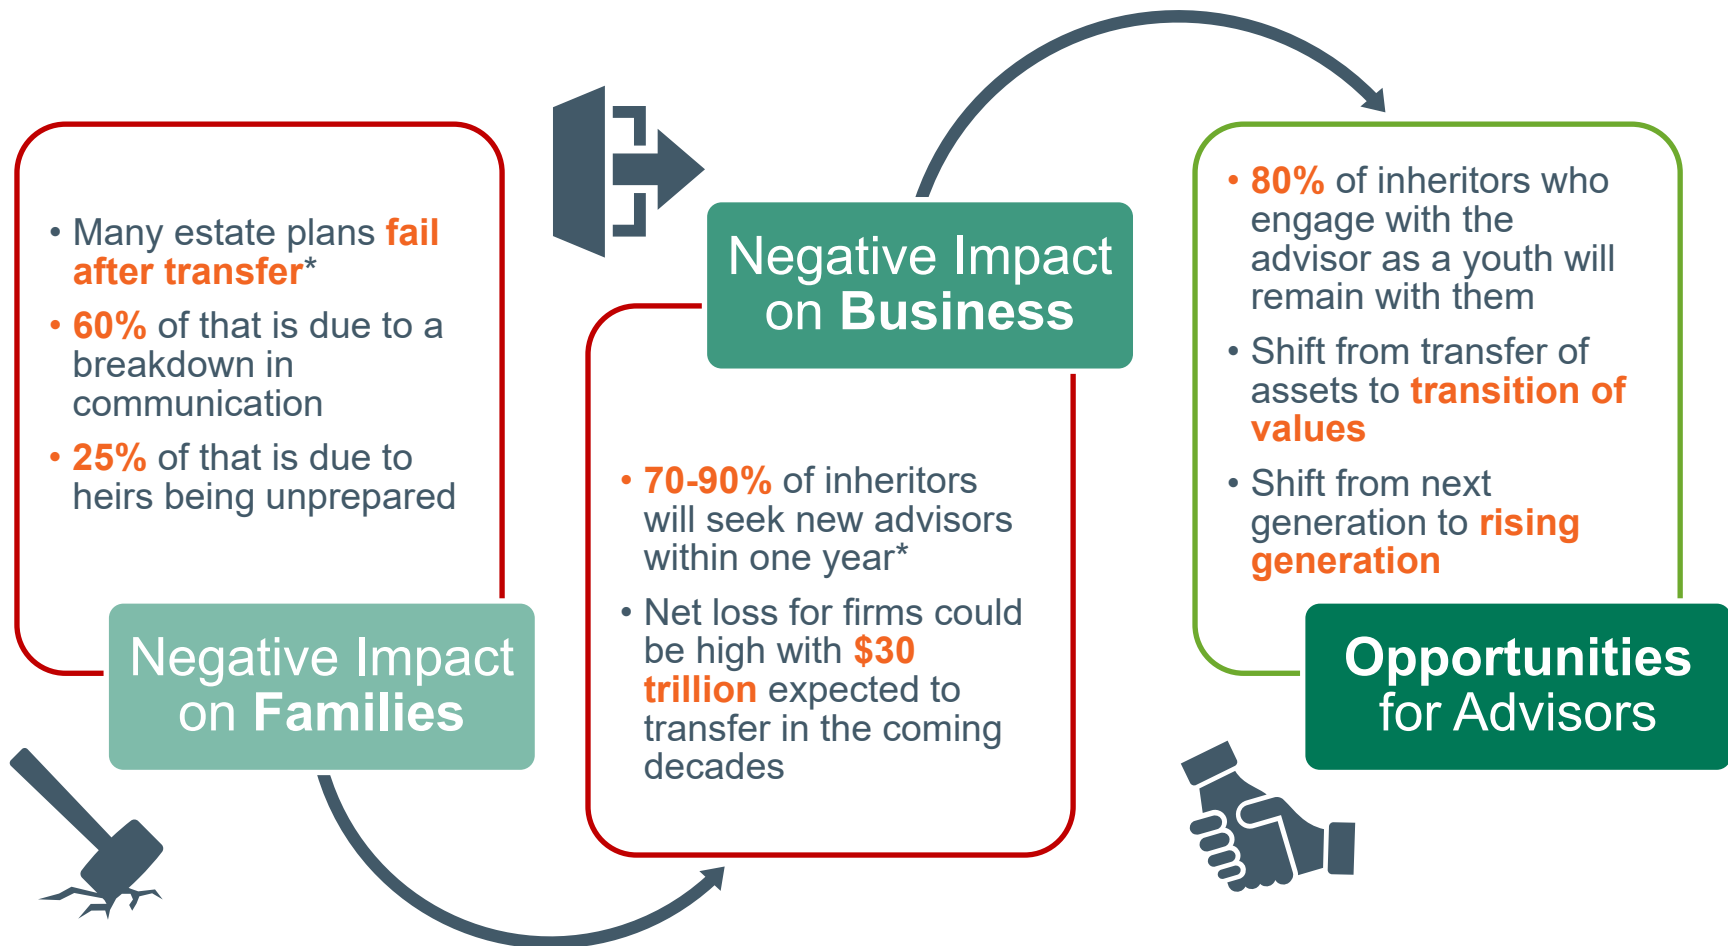 • Many estate plans fail
after transfer*
• 60% of that is due to a
breakdown in
communication
• 25% of that is due to
heirs being unprepared
Negative Impact
on Families
Negative Impact
on Business
• 70-90% of inheritors
will seek new advisors
within one year*
• Net loss for firms could
be high with $30
trillion expected to
transfer in the coming
decades
• 80% of inheritors who
engage with the
advisor as a youth will
remain with them
• Shift from transfer of
assets to transition of
values
• Shift from next
generation to rising
generation
Opportunities
for Advisors